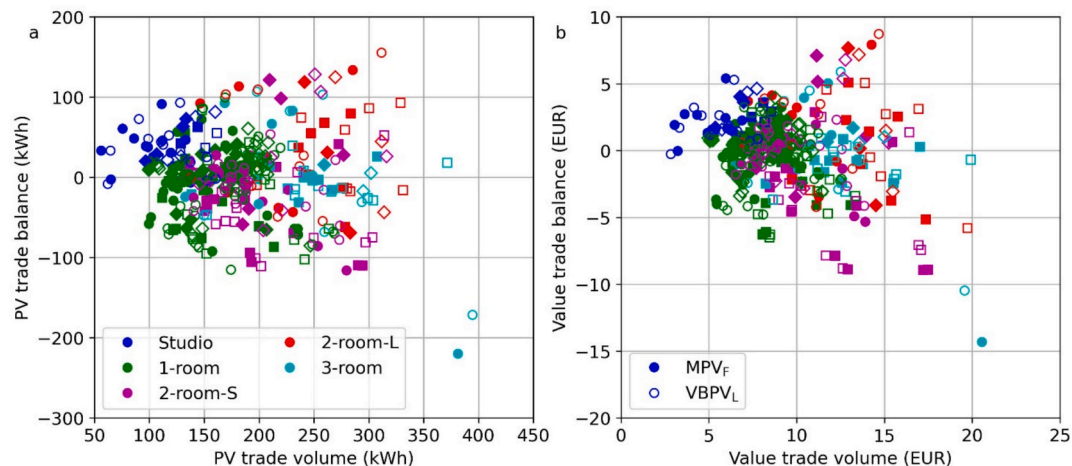 a
200
100
0
−100
−200
−300
PV trade balance (kWh)
50 100 150 200 250 300 350 400 450
PV trade volume (kWh)
Studio
1-room
2-room-S
2-room-L
3-room
b
10
5
0
−5
−10
−15
−20
Value trade balance (EUR)
0 5 10 15 20 25
Value trade volume (EUR)
MPV_F
VBPV_L